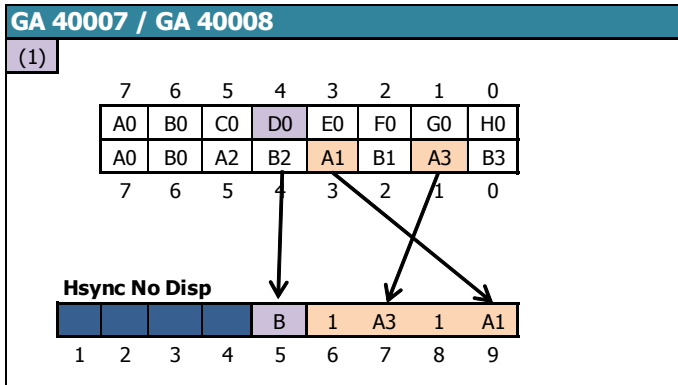 GA 40007 / GA 40008
(1)
7 6 5 4 3 2 1 0
A0 B0 C0 D0 E0 F0 G0 H0
A0 B0 A2 B2 A1 B1 A3 B3
7 6 5 4 3 2 1 0
Hsync No Disp
B 1 A3 1 A1
1 2 3 4 5 6 7 8 9